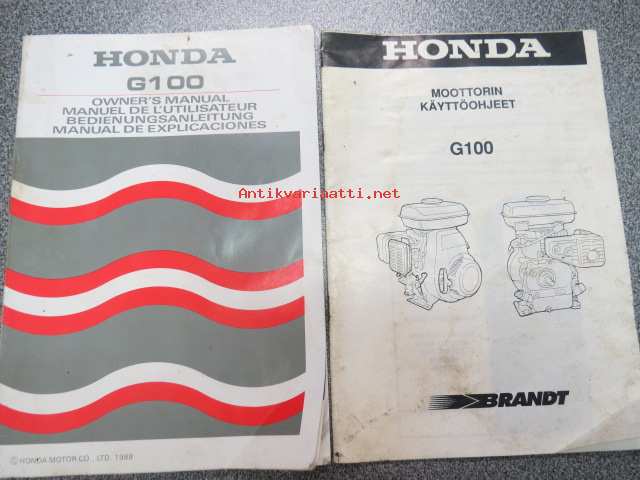 HONDA
G100
OWNER'S MANUAL
MANUEL DE L'UTILISATEUR
BEDIENUNGSANLEITUNG
MANUAL DE EXPLICACIONES
© HONDA MOTOR CO., LTD. 1988
HONDA
MOOTTORIN
KÄYTTÖOHJEET
G100
BRANDT
Antikvariaatti.net